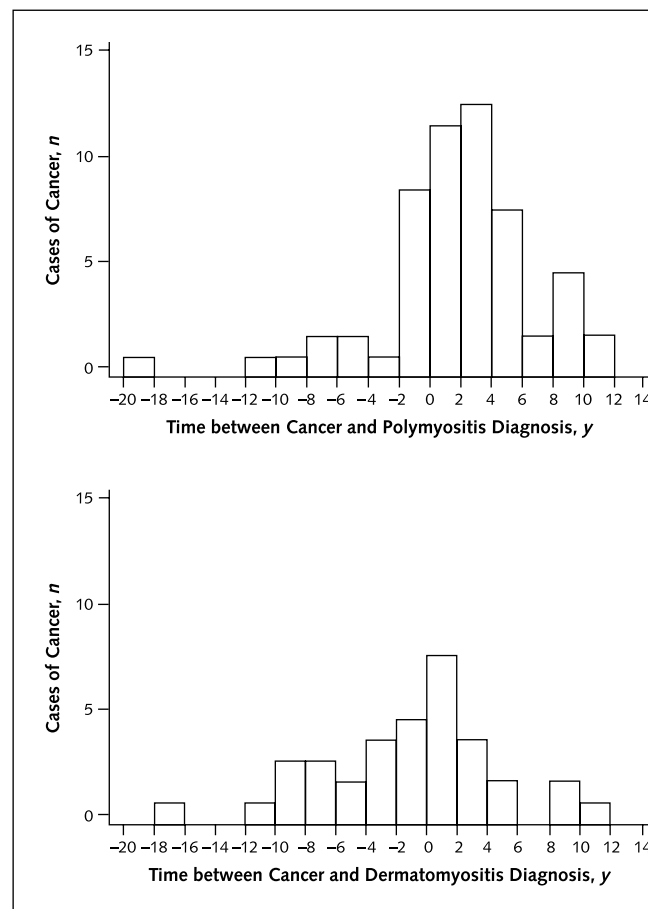 15
10
5
0
Cases of Cancer, n
–20 –18 –16 –14 –12 –10 –8 –6 –4 –2 0 2 4 6 8 10 12 14
Time between Cancer and Polymyositis Diagnosis, y
15
10
5
0
Cases of Cancer, n
–20 –18 –16 –14 –12 –10 –8 –6 –4 –2 0 2 4 6 8 10 12 14
Time between Cancer and Dermatomyositis Diagnosis, y